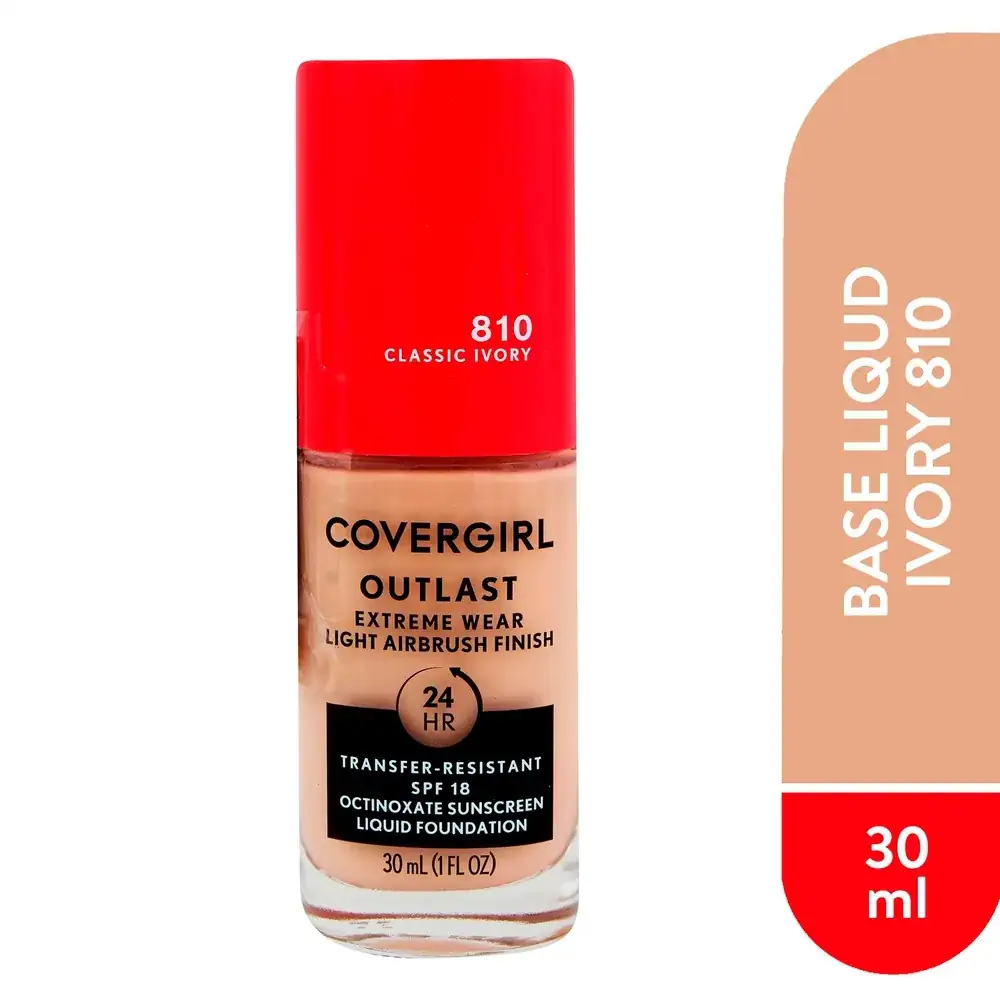 810
CLASSIC IVORY
COVERGIRL
OUTLAST
EXTREME WEAR
LIGHT AIRBRUSH FINISH
24
HR
TRANSFER-RESISTANT
SPF 18
OCTINOXATE SUNSCREEN
LIQUID FOUNDATION
30 mL (1 FL OZ)
BASE LIQUD
IVORY 810
30
ml